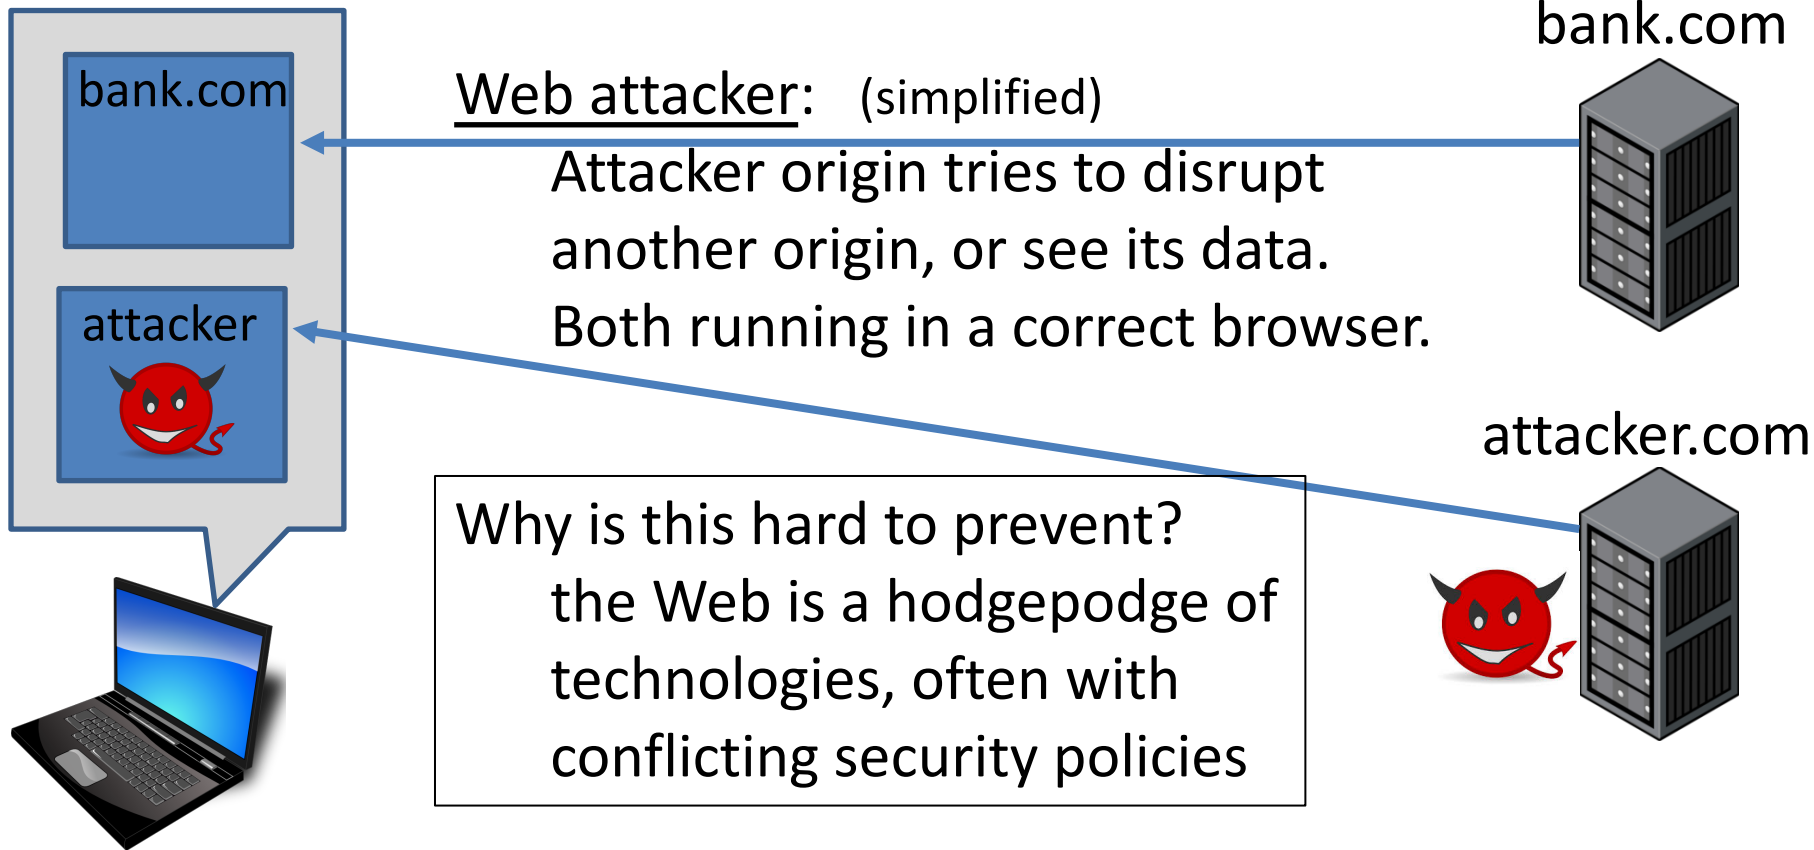 bank.com
bank.com
Web attacker: (simplified)
Attacker origin tries to disrupt
another origin, or see its data.
Both running in a correct browser.
attacker
attacker.com
Why is this hard to prevent?
the Web is a hodgepodge of
technologies, often with
conflicting security policies